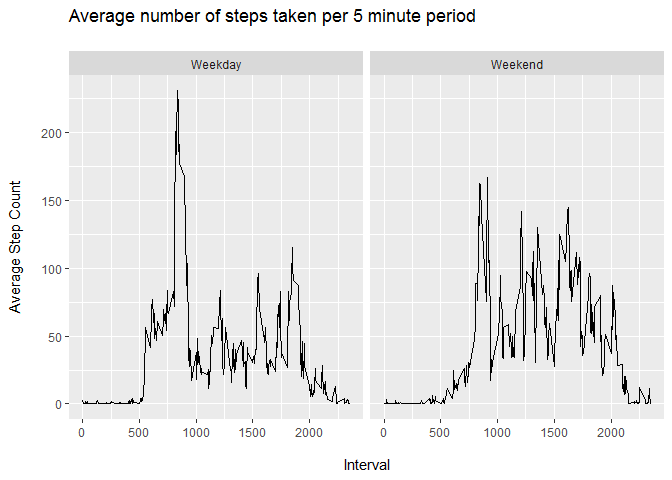 Average number of steps taken per 5 minute period
Weekday
Weekend
Average Step Count
200
150
100
50
0
0 500 1000 1500 2000
0 500 1000 1500 2000
Interval